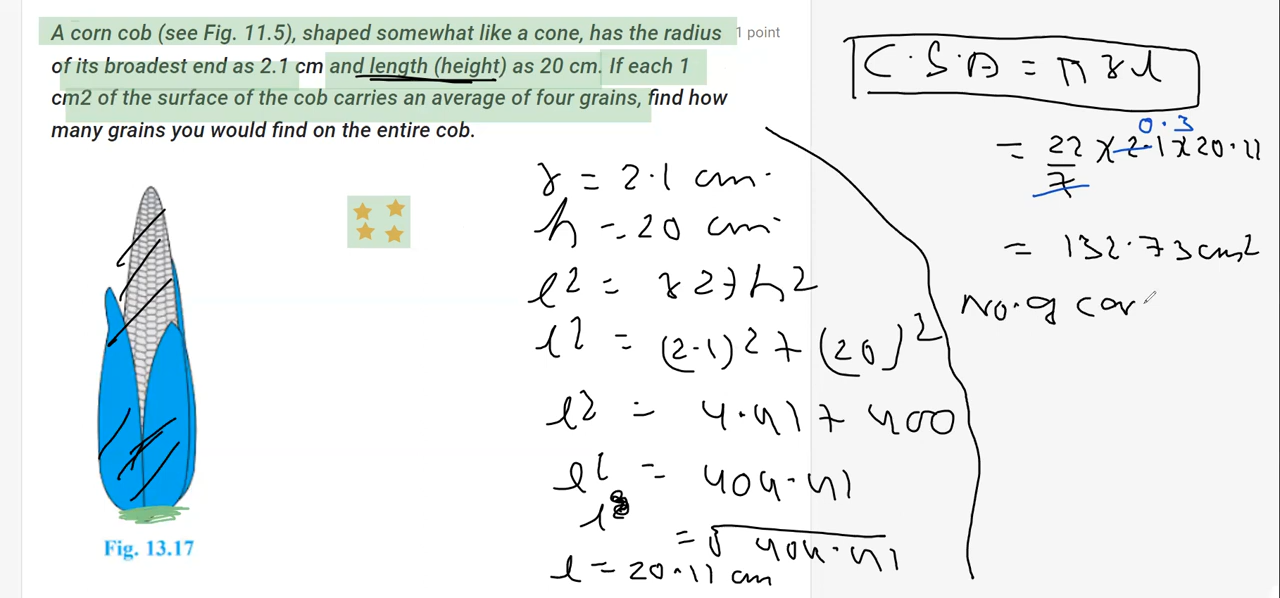 A corn cob (see Fig. 11.5), shaped somewhat like a cone, has the radius
1 point
of its broadest end as 2.1 cm and length (height) as 20 cm. If each 1
cm2 of the surface of the cob carries an average of four grains, find how
many grains you would find on the entire cob.
Fig. 13.17
r = 2.1 cm.
h = 20 cm.
l2 = r2+h2
l2 = (2.1)2+(20)2
l2 = 4.41+400
l2 = 404.41
l = √404.41
l = 20.11 cm
C.S.A = πrl
0.3
= 22/7 x 2.1 x 20.11
= 132.73 cm2
No. of cor